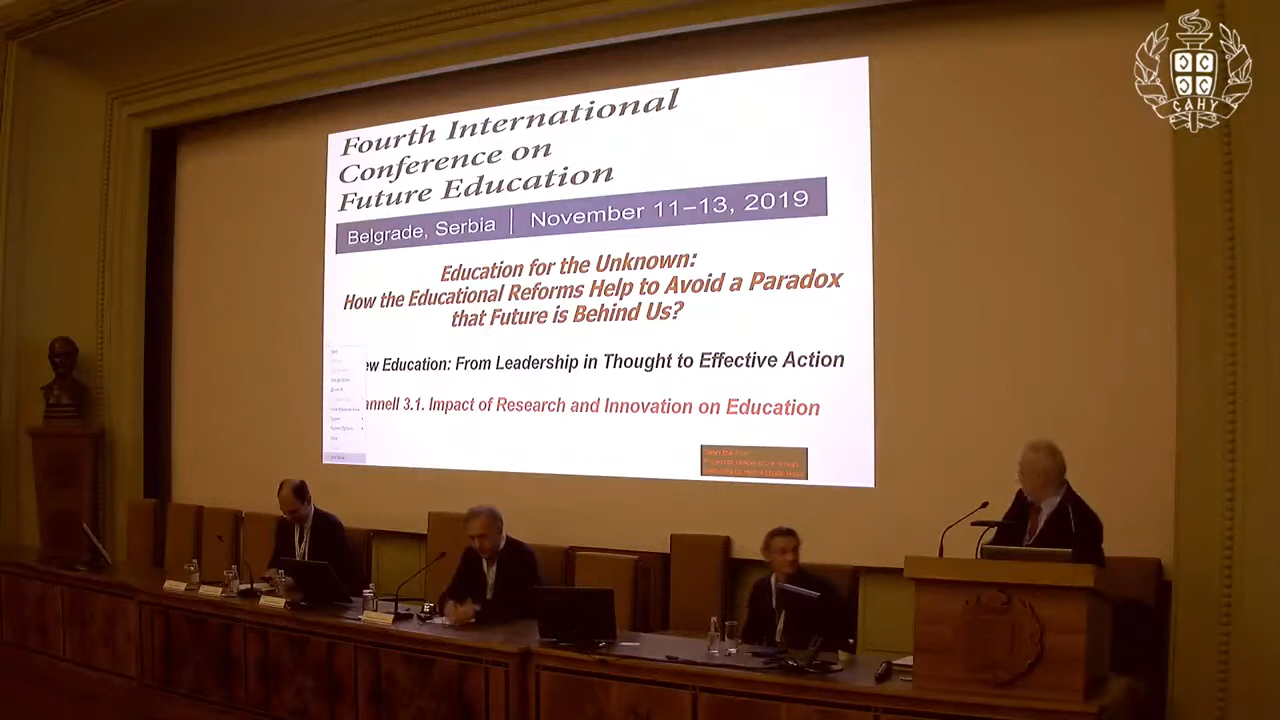 Fourth International
Conference on
Future Education
Belgrade, Serbia | November 11–13, 2019
Education for the Unknown:
How the Educational Reforms Help to Avoid a Paradox
that Future is Behind Us?
ew Education: From Leadership in Thought to Effective Action
annell 3.1. Impact of Research and Innovation on Education
САНУ